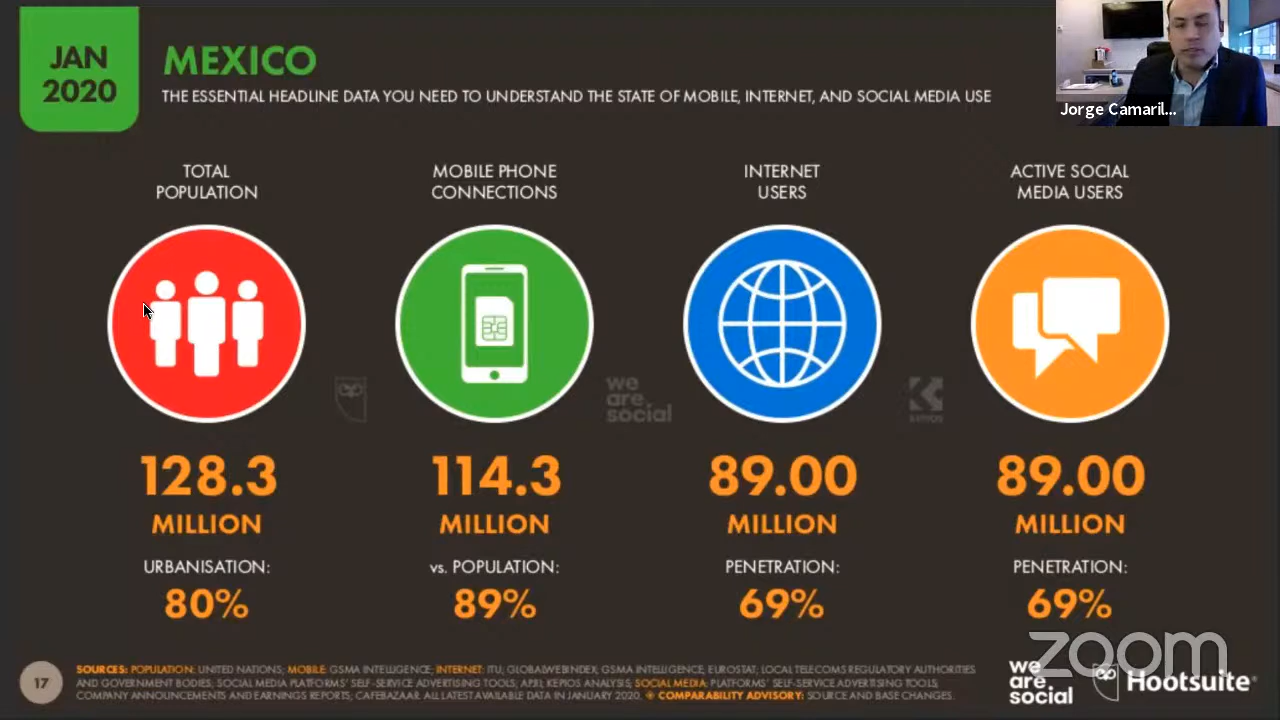 JAN
2020
MEXICO
THE ESSENTIAL HEADLINE DATA YOU NEED TO UNDERSTAND THE STATE OF MOBILE, INTERNET, AND SOCIAL MEDIA USE
Jorge Camaril...
TOTAL
POPULATION
MOBILE PHONE
CONNECTIONS
INTERNET
USERS
ACTIVE SOCIAL
MEDIA USERS
we
are.
social
KEPIOS
128.3
MILLION
URBANISATION:
80%
114.3
MILLION
vs. POPULATION:
89%
89.00
MILLION
PENETRATION:
69%
89.00
MILLION
PENETRATION:
69%
17
SOURCES: POPULATION: UNITED NATIONS; MOBILE: GSMA INTELLIGENCE; INTERNET: ITU; GLOBALWEBINDEX; GSMA INTELLIGENCE; EUROSTAT; LOCAL TELECOMS REGULATORY AUTHORITIES
AND GOVERNMENT BODIES; SOCIAL MEDIA PLATFORMS' SELF-SERVICE ADVERTISING TOOLS; APJII; KEPIOS ANALYSIS; SOCIAL MEDIA: PLATFORMS' SELF-SERVICE ADVERTISING TOOLS;
COMPANY ANNOUNCEMENTS AND EARNINGS REPORTS; CAFEBAZAAR. ALL LATEST AVAILABLE DATA IN JANUARY 2020. COMPARABILITY ADVISORY: SOURCE AND BASE CHANGES.
we
are.
social
Hootsuite®
zoom